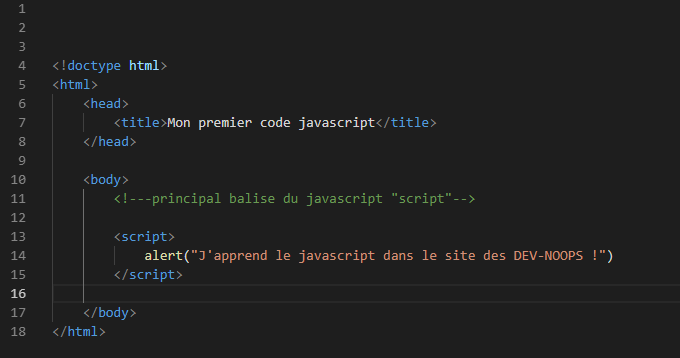 1
2
3
4 <!doctype html>
5 <html>
6 <head>
7 <title>Mon premier code javascript</title>
8 </head>
9
10 <body>
11 <!---principal balise du javascript "script"-->
12
13 <script>
14 alert("J'apprend le javascript dans le site des DEV-NOOPS !")
15 </script>
16
17 </body>
18 </html>